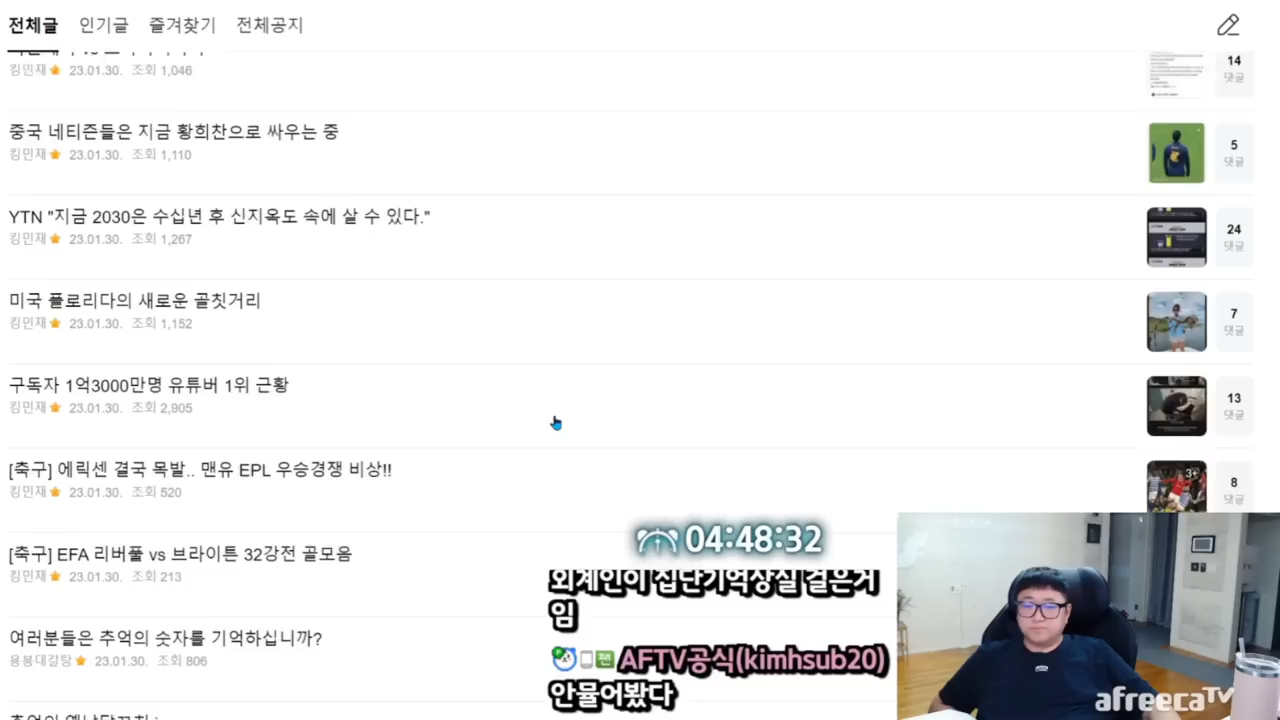 전체글 인기글 즐겨찾기 전체공지
킹민재 23.01.30. 조회 1,046
14
댓글
중국 네티즌들은 지금 황희찬으로 싸우는 중
킹민재 23.01.30. 조회 1,110
5
댓글
YTN "지금 2030은 수십년 후 신지옥도 속에 살 수 있다."
킹민재 23.01.30. 조회 1,267
24
댓글
미국 플로리다의 새로운 골칫거리
킹민재 23.01.30. 조회 1,152
7
댓글
구독자 1억3000만명 유튜버 1위 근황
킹민재 23.01.30. 조회 2,905
13
댓글
[축구] 에릭센 결국 목발.. 맨유 EPL 우승경쟁 비상!!
킹민재 23.01.30. 조회 520
3+
8
댓글
[축구] EFA 리버풀 vs 브라이튼 32강전 골모음
킹민재 23.01.30. 조회 213
여러분들은 추억의 숫자를 기억하십니까?
용봉대갈탕 23.01.30. 조회 806
04:48:32
외계인이 집단기억상실 걸은거
임
팬 AFTV공식(kimhsub20)
안물어봤다
afreecaTV